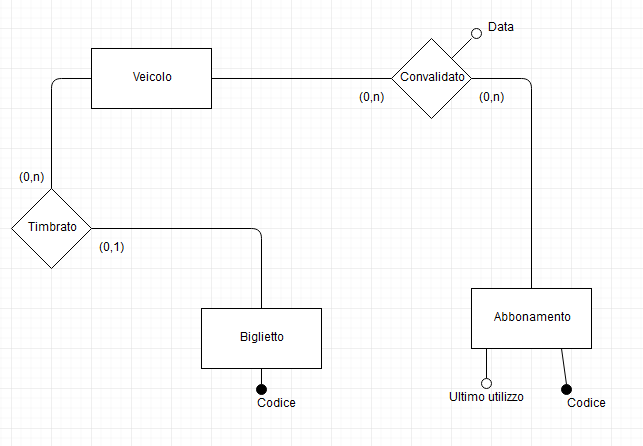 Data
Veicolo
Convalidato
(0,n)
(0,n)
(0,n)
Timbrato
(0,1)
Biglietto
Abbonamento
Codice
Ultimo utilizzo
Codice